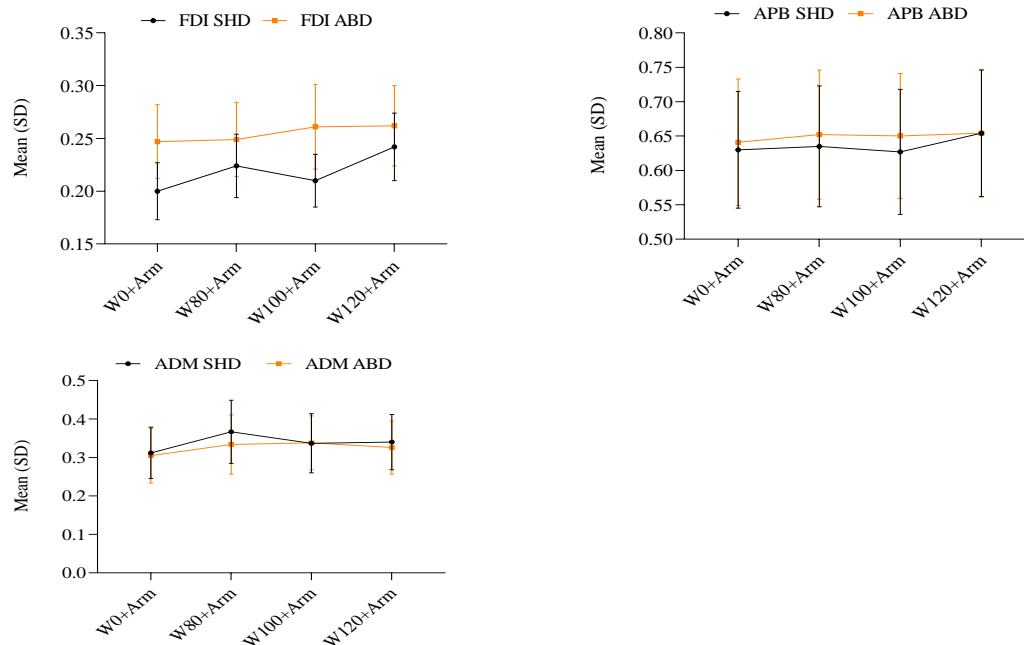 FDI SHD FDI ABD
0.35
0.30
0.25
0.20
0.15
Mean (SD)
W0+Arm
W80+Arm
W100+Arm
W120+Arm
APB SHD APB ABD
0.80
0.75
0.70
0.65
0.60
0.55
0.50
Mean (SD)
W0+Arm
W80+Arm
W100+Arm
W120+Arm
ADM SHD ADM ABD
0.5
0.4
0.3
0.2
0.1
0.0
Mean (SD)
W0+Arm
W80+Arm
W100+Arm
W120+Arm